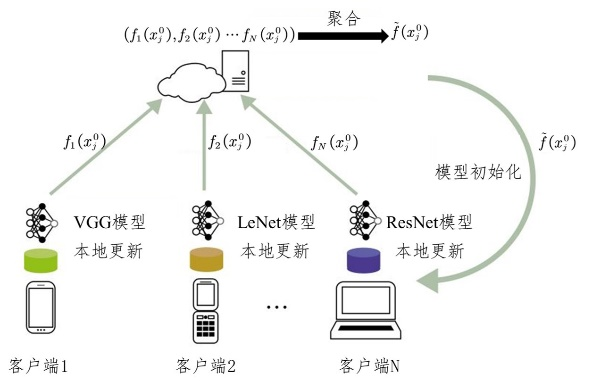 (f₁(xⱼ⁰),f₂(xⱼ⁰) ⋯ f_N(xⱼ⁰)) 聚合 f̃(xⱼ⁰)
f₁(xⱼ⁰) f₂(xⱼ⁰) f_N(xⱼ⁰) f̃(xⱼ⁰)
模型初始化
VGG模型 LeNet模型 ResNet模型
本地更新 本地更新 本地更新
...
客户端1 客户端2 客户端N